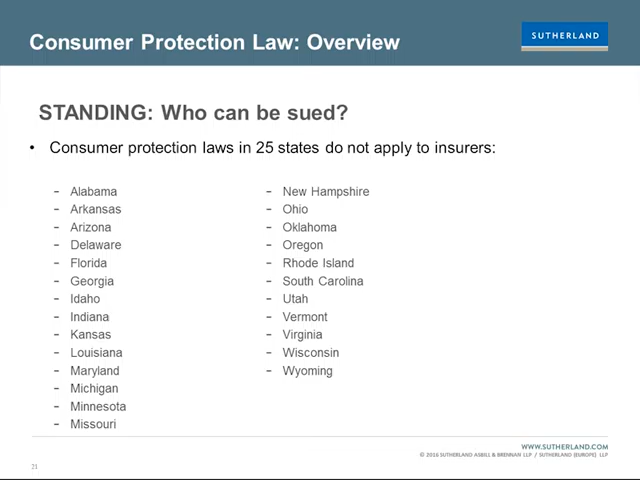 Consumer Protection Law: Overview
SUTHERLAND
STANDING: Who can be sued?
• Consumer protection laws in 25 states do not apply to insurers:
- Alabama
- Arkansas
- Arizona
- Delaware
- Florida
- Georgia
- Idaho
- Indiana
- Kansas
- Louisiana
- Maryland
- Michigan
- Minnesota
- Missouri
- New Hampshire
- Ohio
- Oklahoma
- Oregon
- Rhode Island
- South Carolina
- Utah
- Vermont
- Virginia
- Wisconsin
- Wyoming
WWW.SUTHERLAND.COM
© 2016 SUTHERLAND ASBILL & BRENNAN LLP / SUTHERLAND (EUROPE) LLP
21